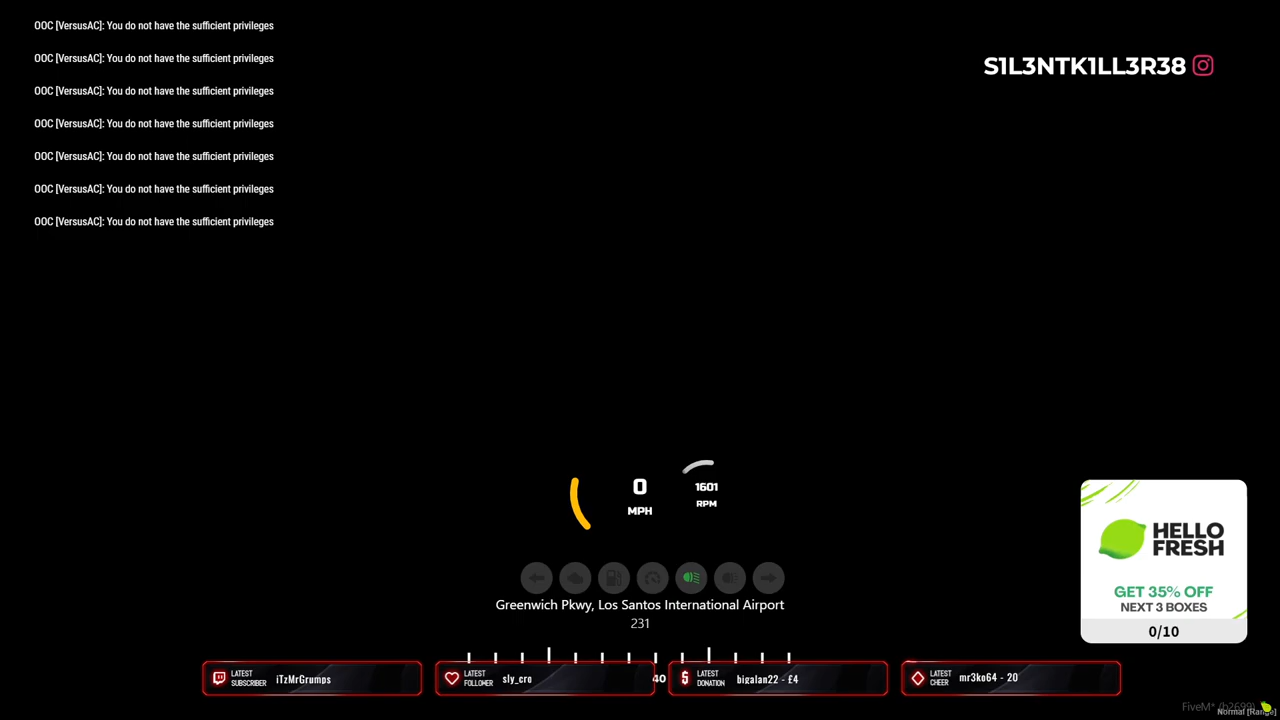 OOC [VersusAC]: You do not have the sufficient privileges
OOC [VersusAC]: You do not have the sufficient privileges
OOC [VersusAC]: You do not have the sufficient privileges
OOC [VersusAC]: You do not have the sufficient privileges
OOC [VersusAC]: You do not have the sufficient privileges
OOC [VersusAC]: You do not have the sufficient privileges
OOC [VersusAC]: You do not have the sufficient privileges
S1L3NTK1LL3R38
0
MPH
1601
RPM
Greenwich Pkwy, Los Santos International Airport
231
HELLO
FRESH
GET 35% OFF
NEXT 3 BOXES
0/10
LATEST
SUBSCRIBER
iTzMrGrumps
LATEST
FOLLOWER
sly_cro
40
LATEST
DONATION
bigalan22 - £4
LATEST
CHEER
mr3ko64 - 20
FiveM* (b2699)